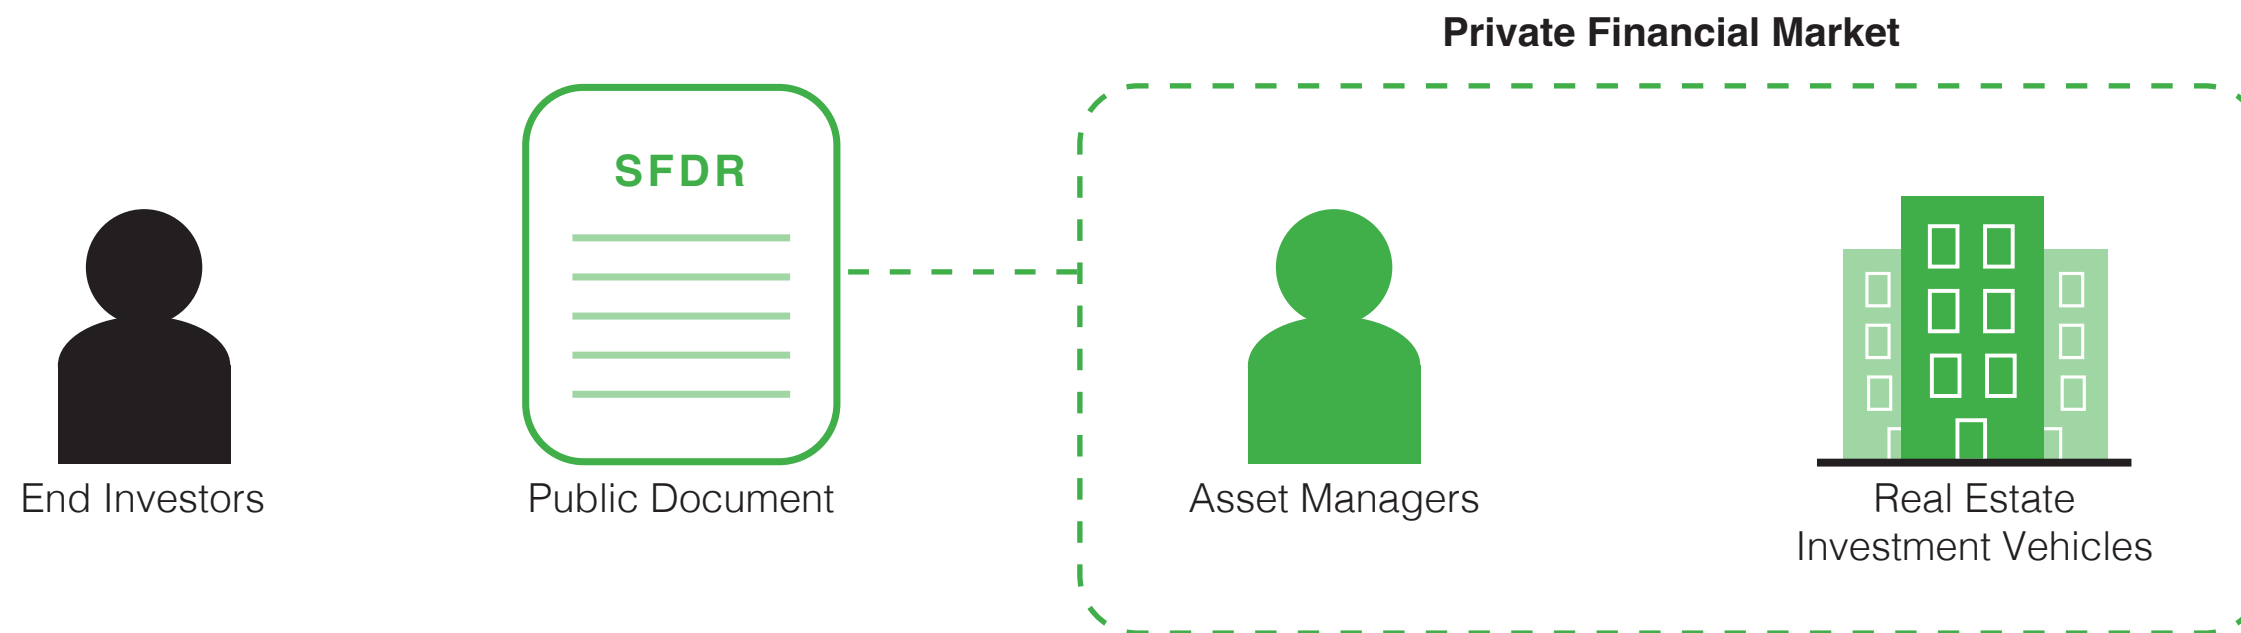 Private Financial Market
SFDR
End Investors
Public Document
Asset Managers
Real Estate
Investment Vehicles